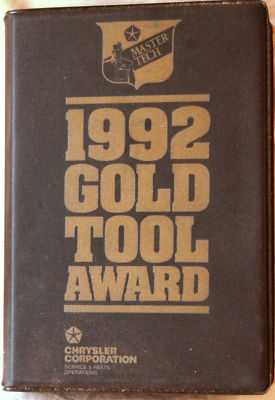 MASTER
TECH
1992
GOLD
TOOL
AWARD
CHRYSLER
CORPORATION
SERVICE & PARTS
OPERATIONS